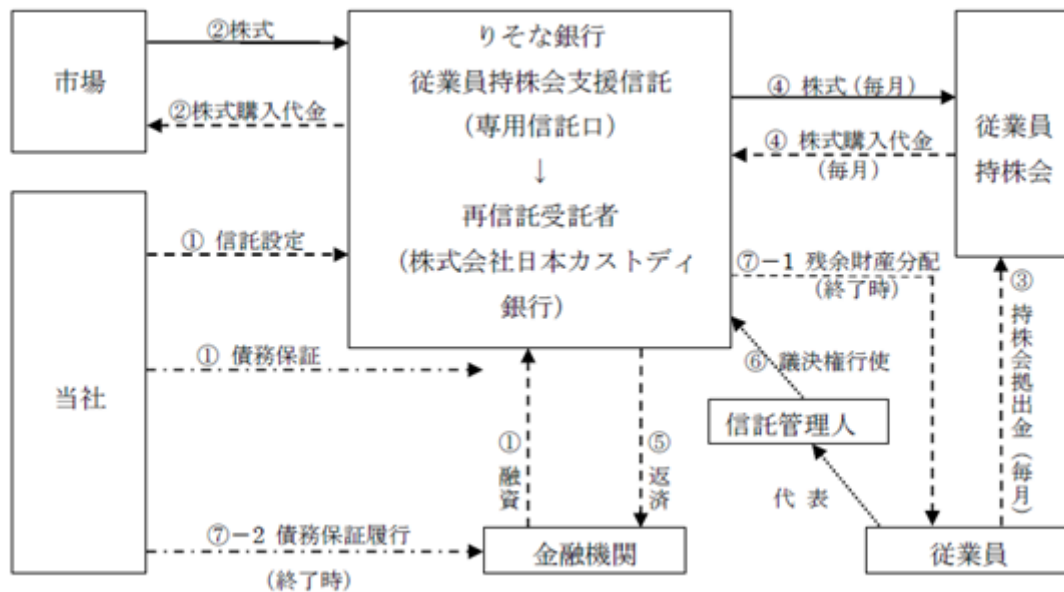 ②株式
市場
②株式購入代金
りそな銀行
従業員持株会支援信託
（専用信託口）
↓
再信託受託者
（株式会社日本カストディ
銀行）
④ 株式（毎月）
④ 株式購入代金
（毎月）
従業員
持株会
① 信託設定
⑦－1 残余財産分配
（終了時）
③ 持株会拠出金（毎月）
① 債務保証
当社
⑥ 議決権行使
信託管理人
① 融資
⑤ 返済
代 表
⑦－2 債務保証履行
（終了時）
金融機関
従業員